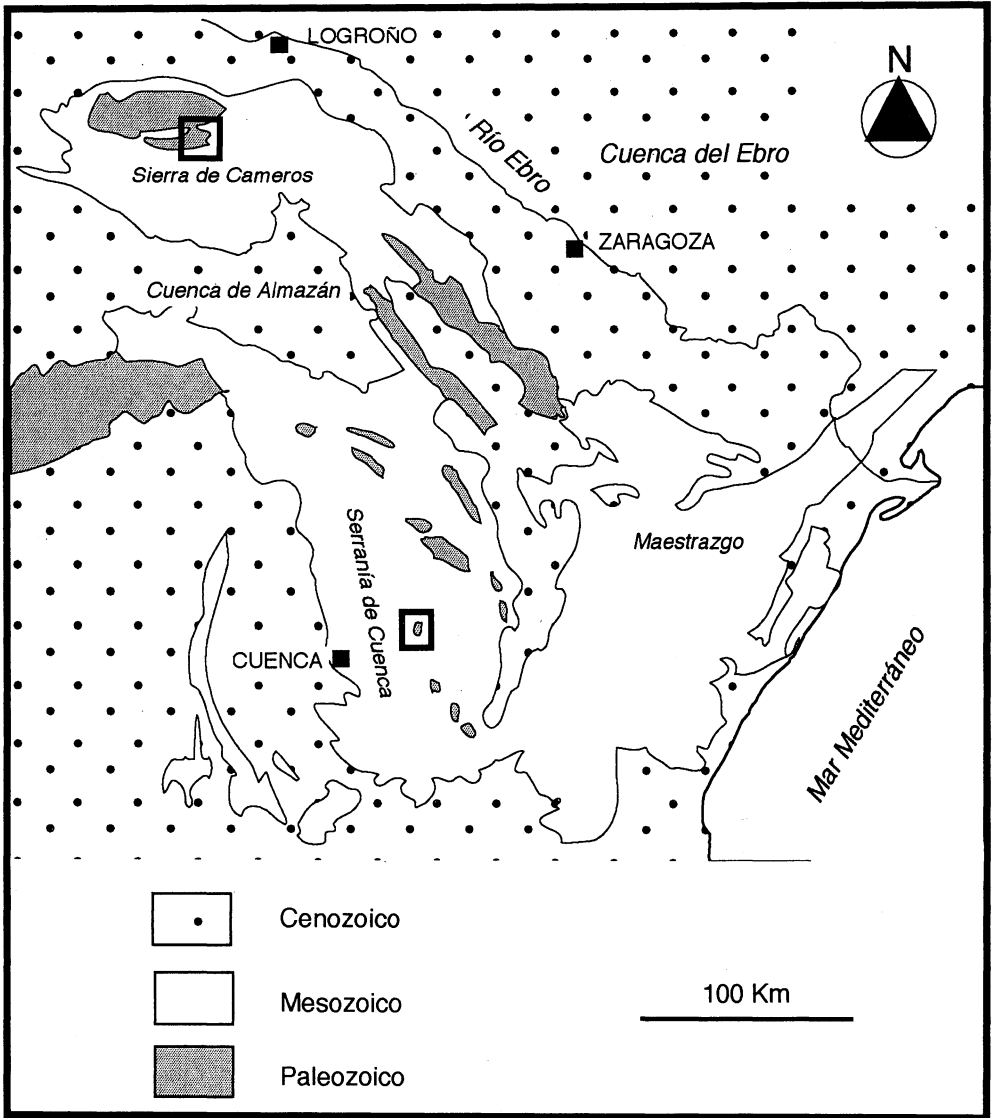 LOGROÑO
N
Río Ebro
Cuenca del Ebro
Sierra de Cameros
ZARAGOZA
Cuenca de Almazán
Serranía de Cuenca
Maestrazgo
CUENCA
Mar Mediterráneo
Cenozoico
Mesozoico
100 Km
Paleozoico